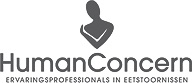 HumanConcern
ERVARINGSPROFESSIONALS IN EETSTOORNISSEN